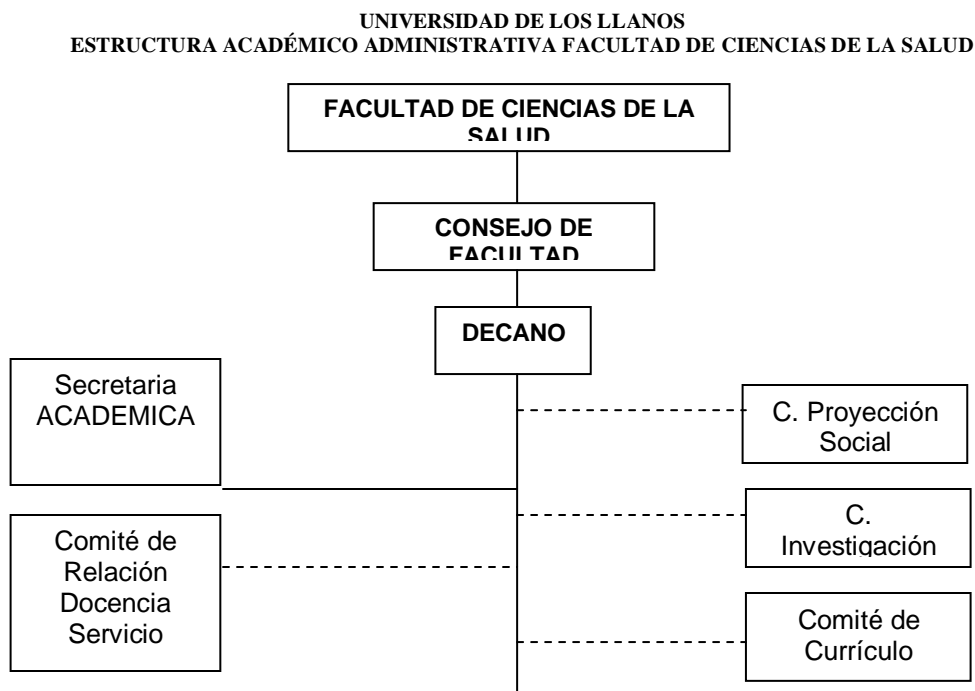 UNIVERSIDAD DE LOS LLANOS
ESTRUCTURA ACADÉMICO ADMINISTRATIVA FACULTAD DE CIENCIAS DE LA SALUD
FACULTAD DE CIENCIAS DE LA
SALUD
CONSEJO DE
FACULTAD
DECANO
Secretaria
ACADEMICA
C. Proyección
Social
C.
Investigación
Comité de
Relación
Docencia
Servicio
Comité de
Currículo